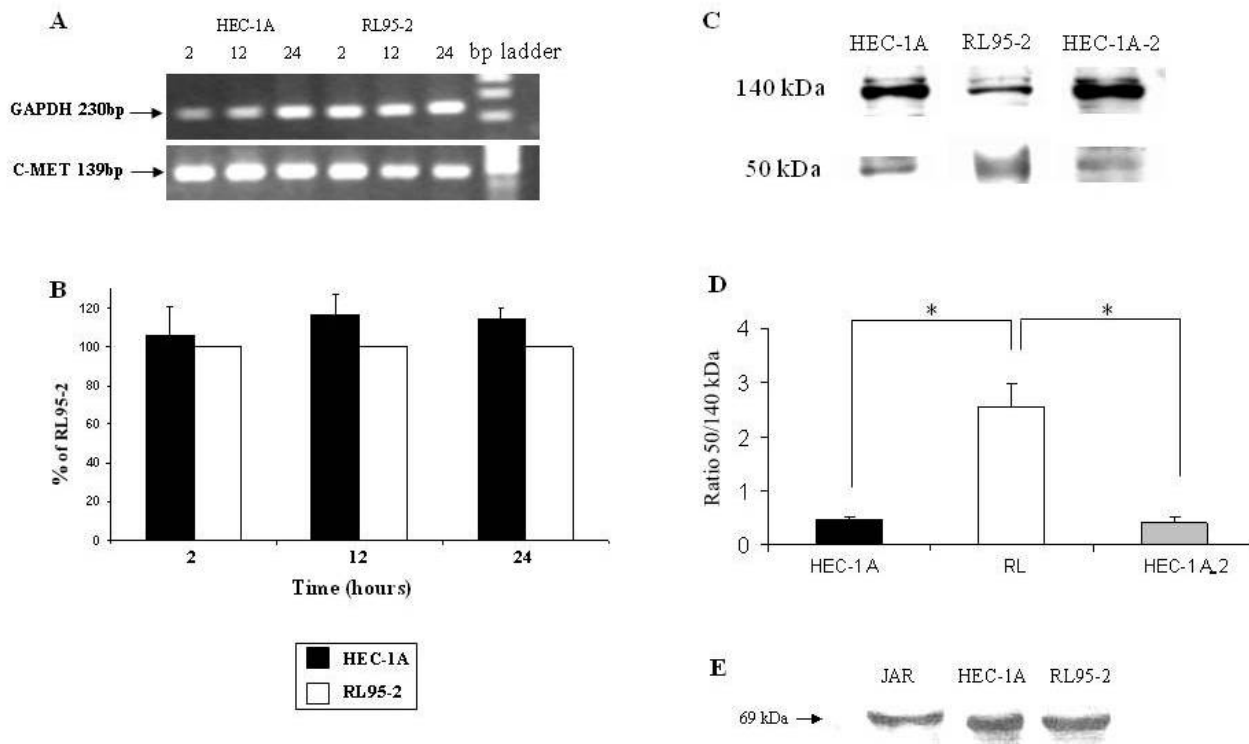 A
HEC-1A RL95-2
2 12 24 2 12 24 bp ladder
GAPDH 230bp
C-MET 139bp
B
% of RL95-2
120
100
80
60
40
20
0
2 12 24
Time (hours)
HEC-1A
RL95-2
C
HEC-1A RL95-2 HEC-1A-2
140 kDa
50 kDa
D
Ratio 50/140 kDa
* *
4
3
2
1
0
HEC-1A RL HEC-1A-2
E
JAR HEC-1A RL95-2
69 kDa